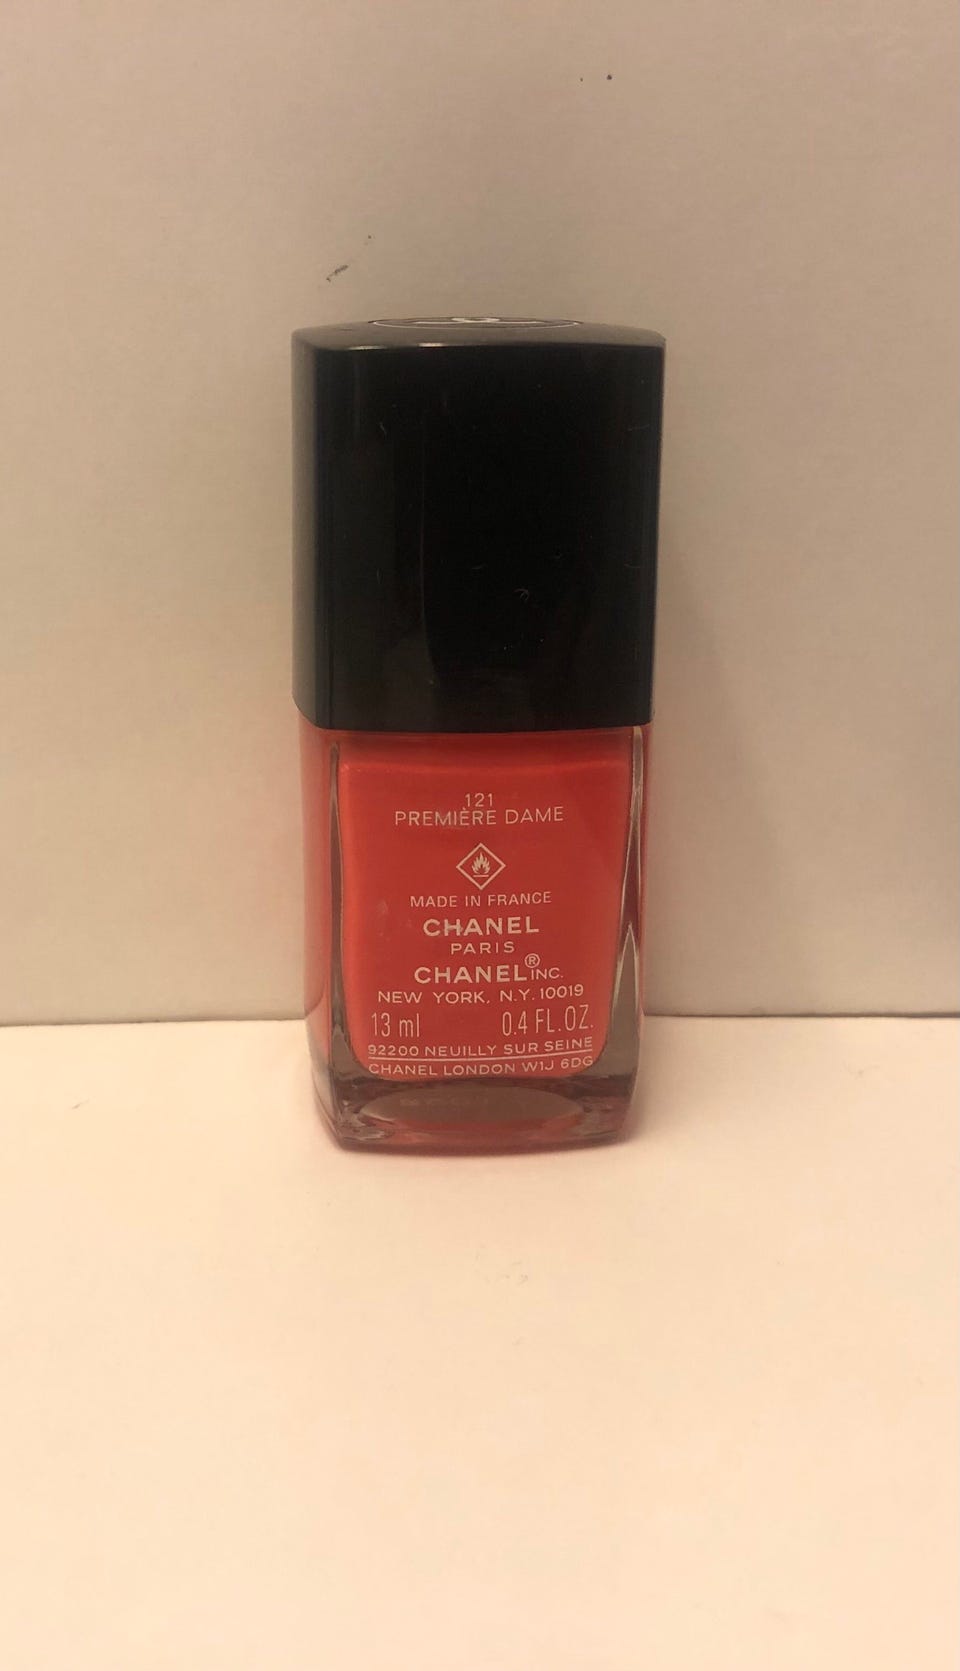 121
PREMIÈRE DAME
MADE IN FRANCE
CHANEL
PARIS
CHANEL® INC.
NEW YORK, N.Y. 10019
13 ml 0.4 FL. OZ.
92200 NEUILLY SUR SEINE
CHANEL LONDON W1J 6DG